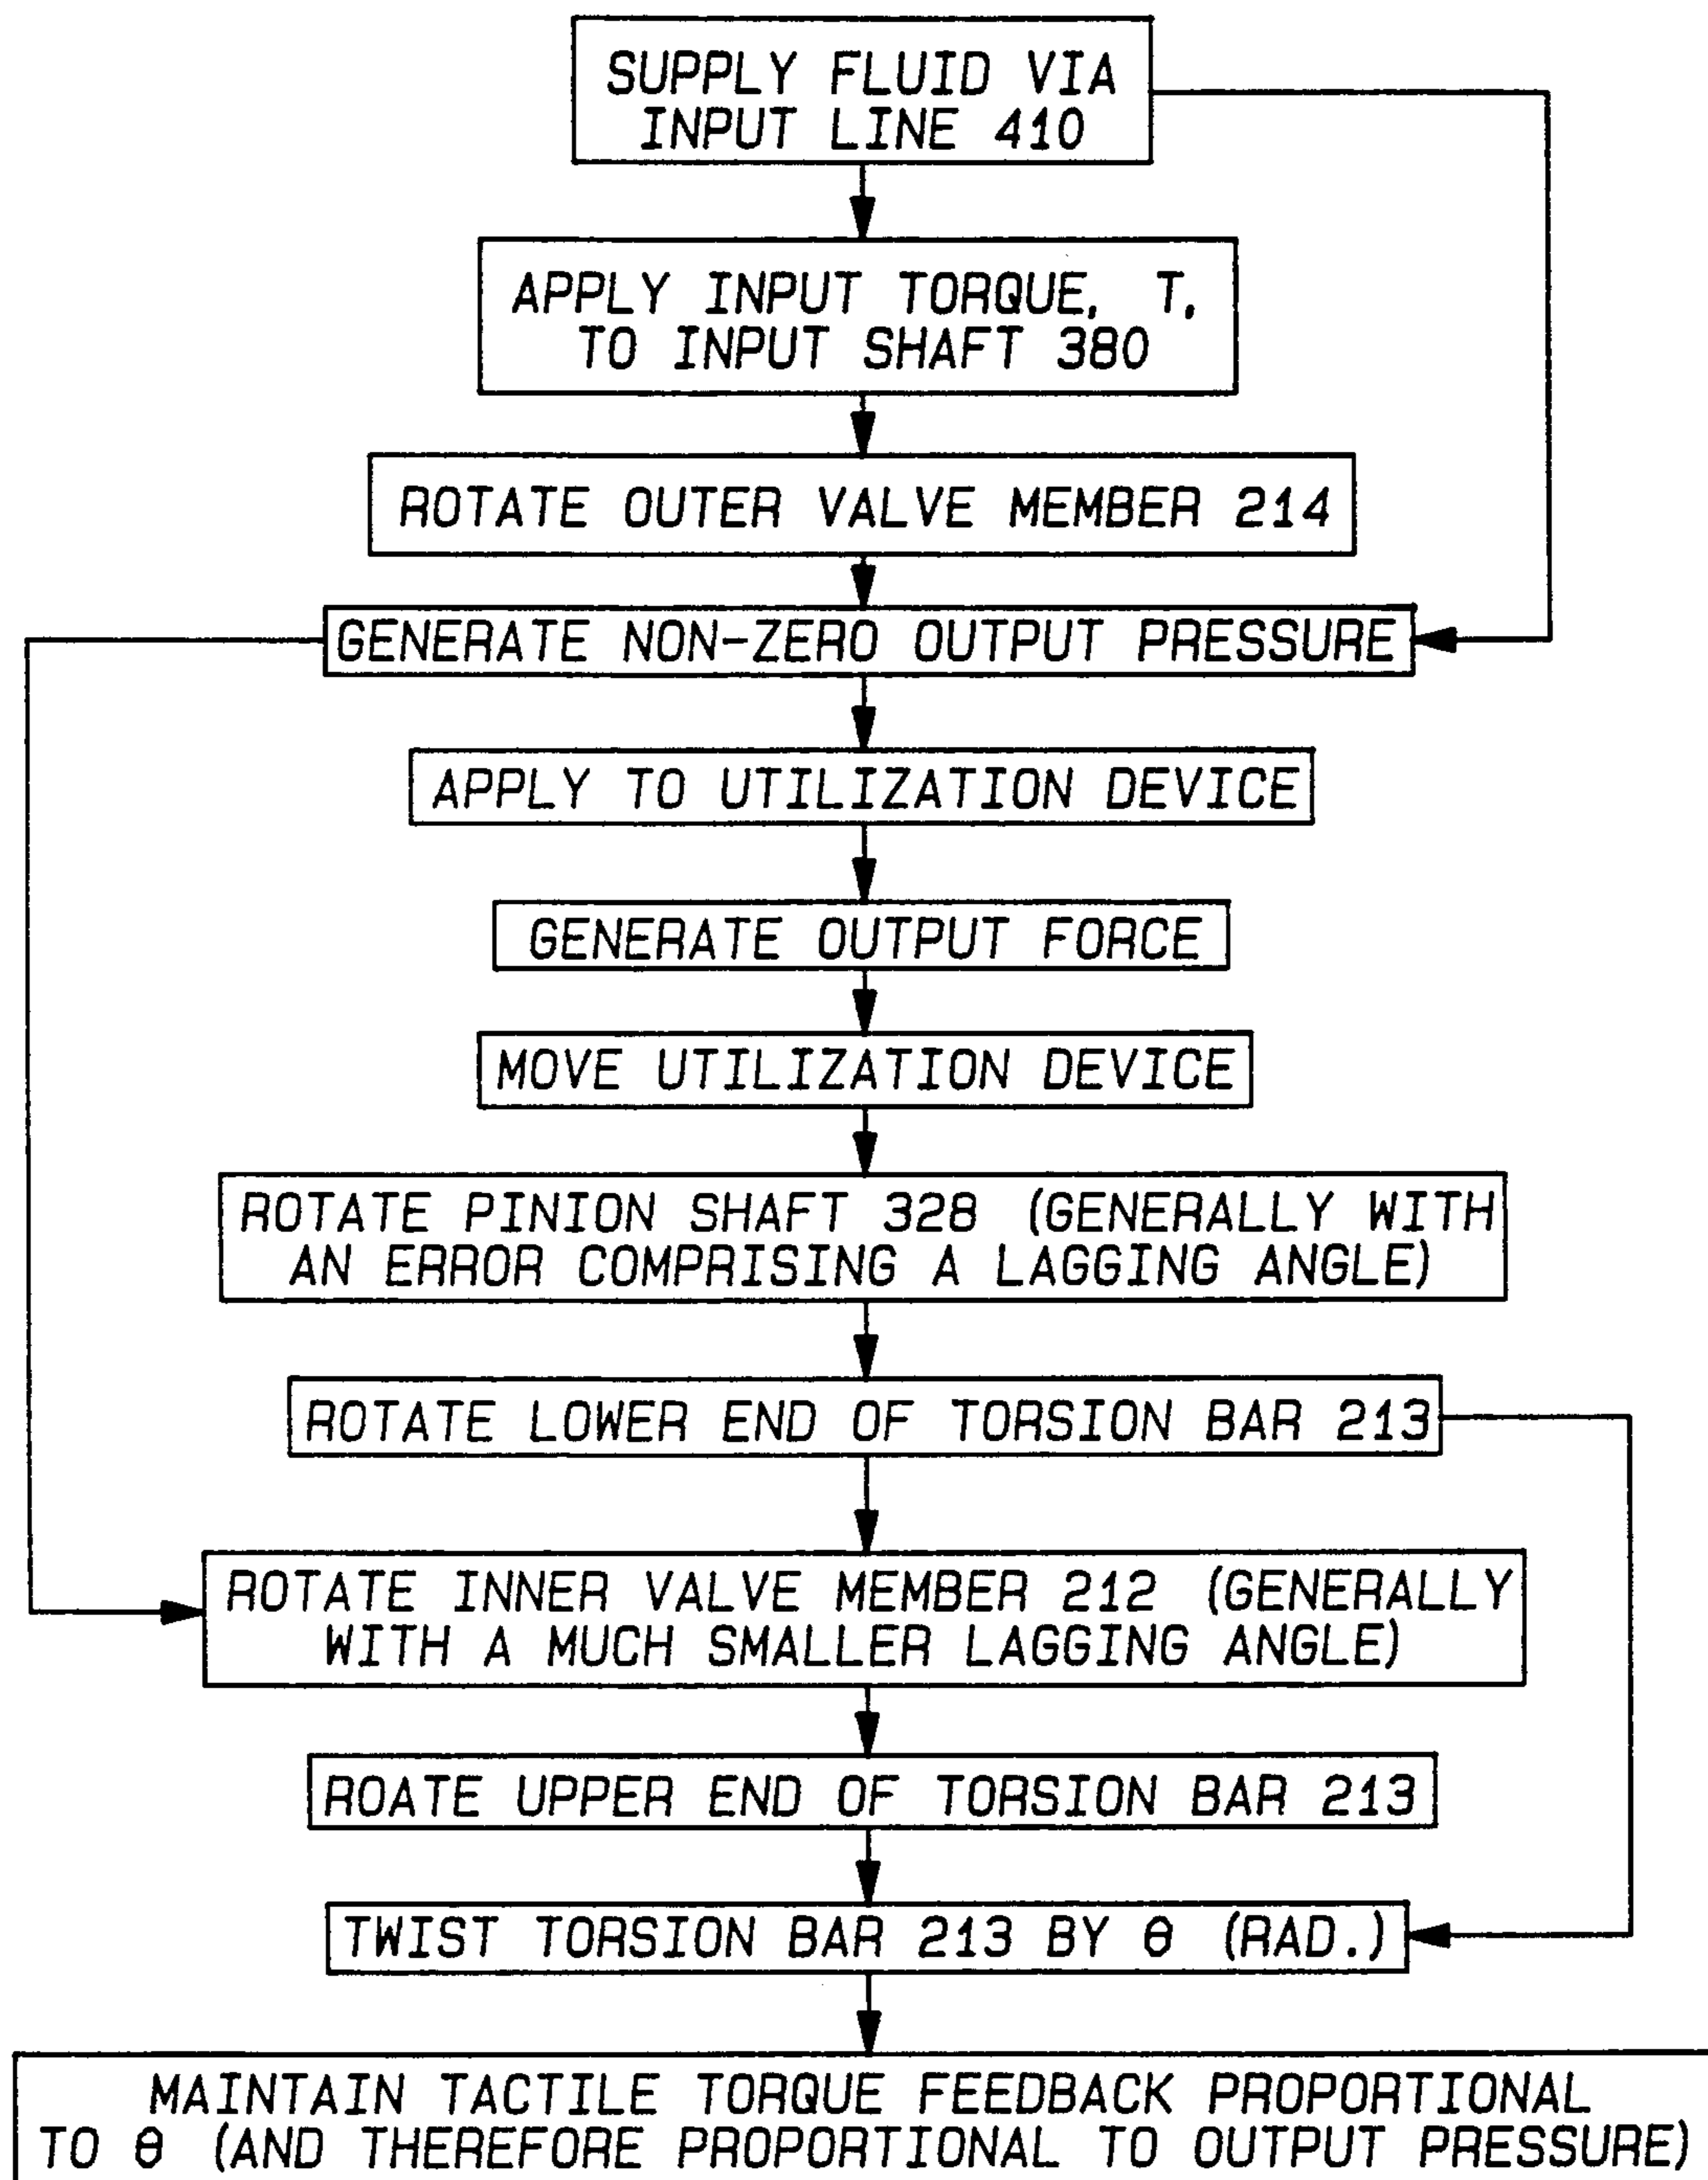 SUPPLY FLUID VIA
INPUT LINE 410
APPLY INPUT TORQUE, T,
TO INPUT SHAFT 380
ROTATE OUTER VALVE MEMBER 214
GENERATE NON-ZERO OUTPUT PRESSURE
APPLY TO UTILIZATION DEVICE
GENERATE OUTPUT FORCE
MOVE UTILIZATION DEVICE
ROTATE PINION SHAFT 328 (GENERALLY WITH
AN ERROR COMPRISING A LAGGING ANGLE)
ROTATE LOWER END OF TORSION BAR 213
ROTATE INNER VALVE MEMBER 212 (GENERALLY
WITH A MUCH SMALLER LAGGING ANGLE)
ROATE UPPER END OF TORSION BAR 213
TWIST TORSION BAR 213 BY θ (RAD.)
MAINTAIN TACTILE TORQUE FEEDBACK PROPORTIONAL
TO θ (AND THEREFORE PROPORTIONAL TO OUTPUT PRESSURE)